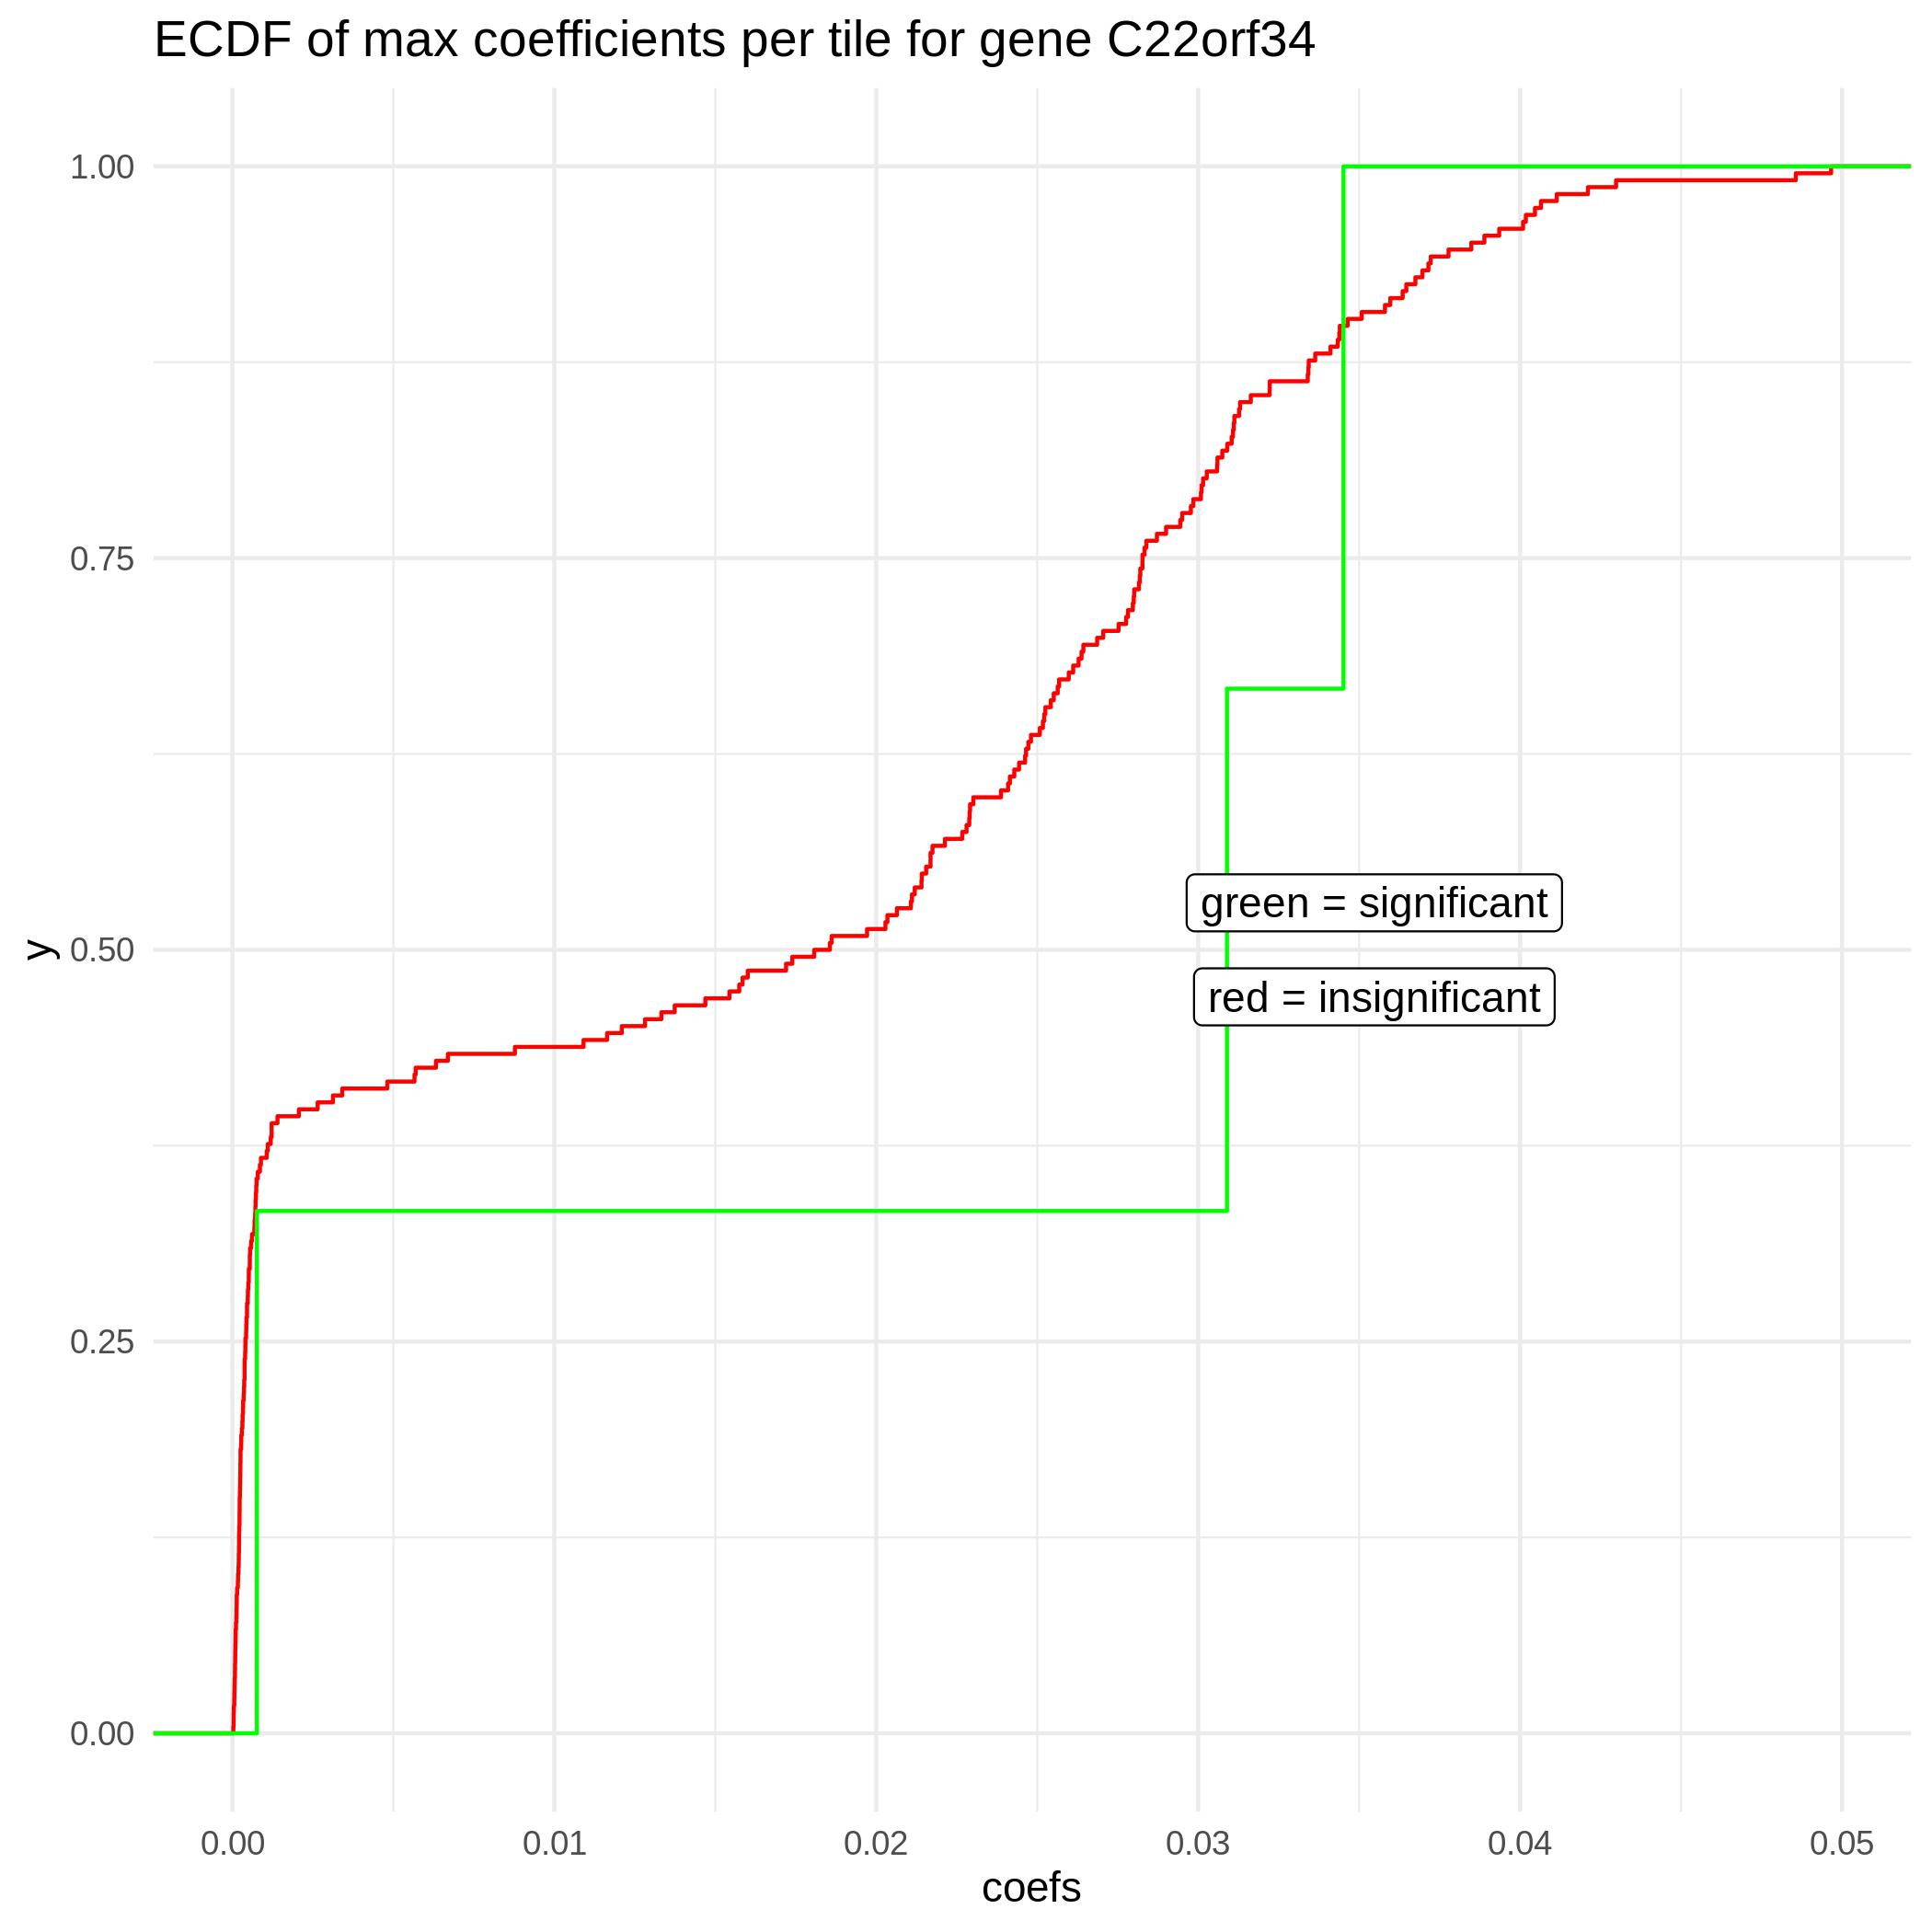 ECDF of max coefficients per tile for gene C22orf34
1.00
0.75
0.50
0.25
0.00
y
green = significant
red = insignificant
0.00 0.01 0.02 0.03 0.04 0.05
coefs